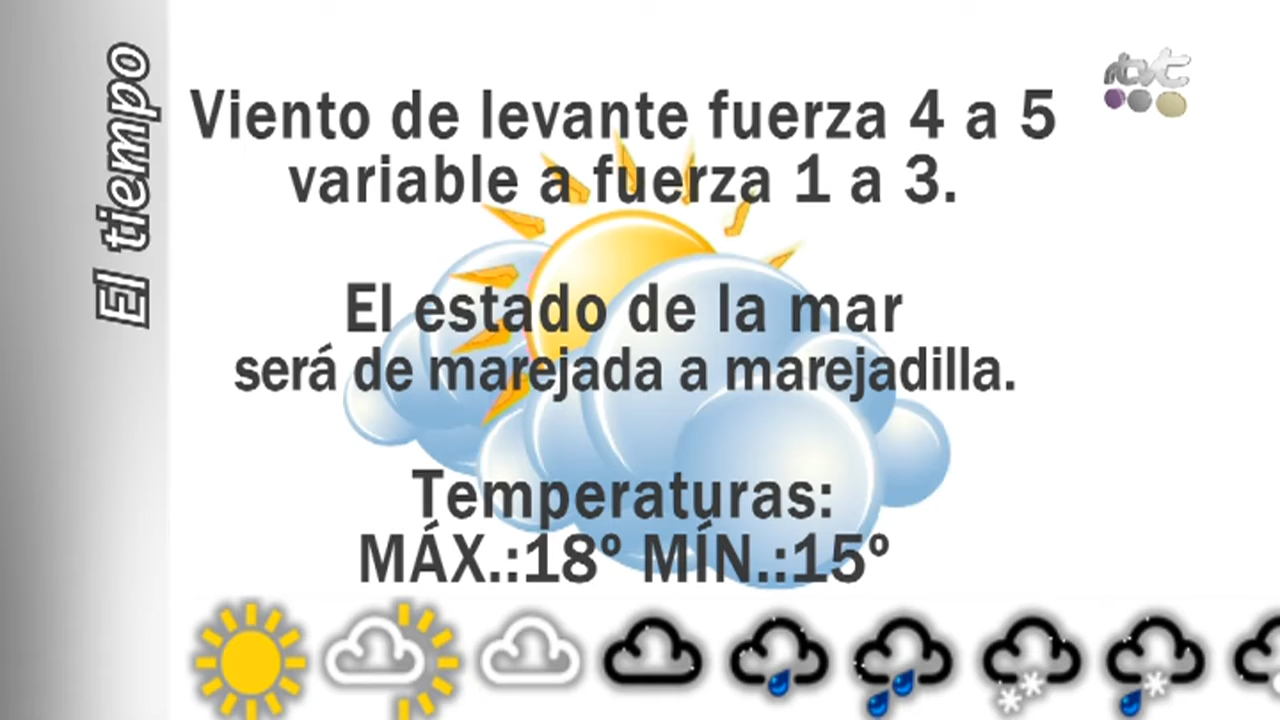 El tiempo
rtvt
Viento de levante fuerza 4 a 5
variable a fuerza 1 a 3.
El estado de la mar
será de marejada a marejadilla.
Temperaturas:
MÁX.:18º MÍN.:15º